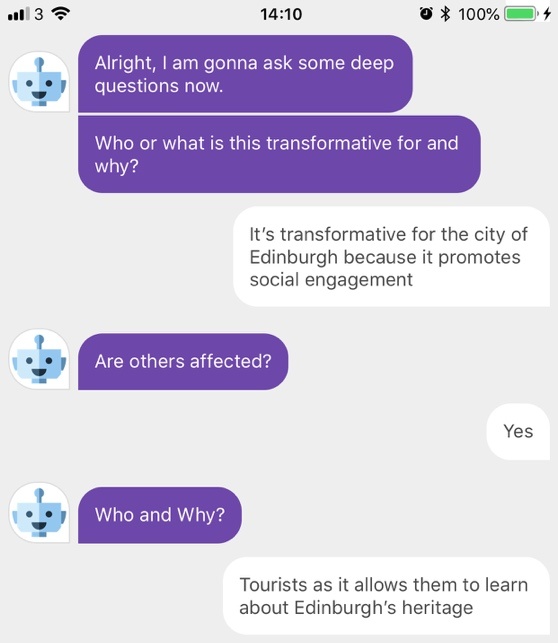 3 14:10 100%
Alright, I am gonna ask some deep
questions now.
Who or what is this transformative for and
why?
It’s transformative for the city of
Edinburgh because it promotes
social engagement
Are others affected?
Yes
Who and Why?
Tourists as it allows them to learn
about Edinburgh’s heritage